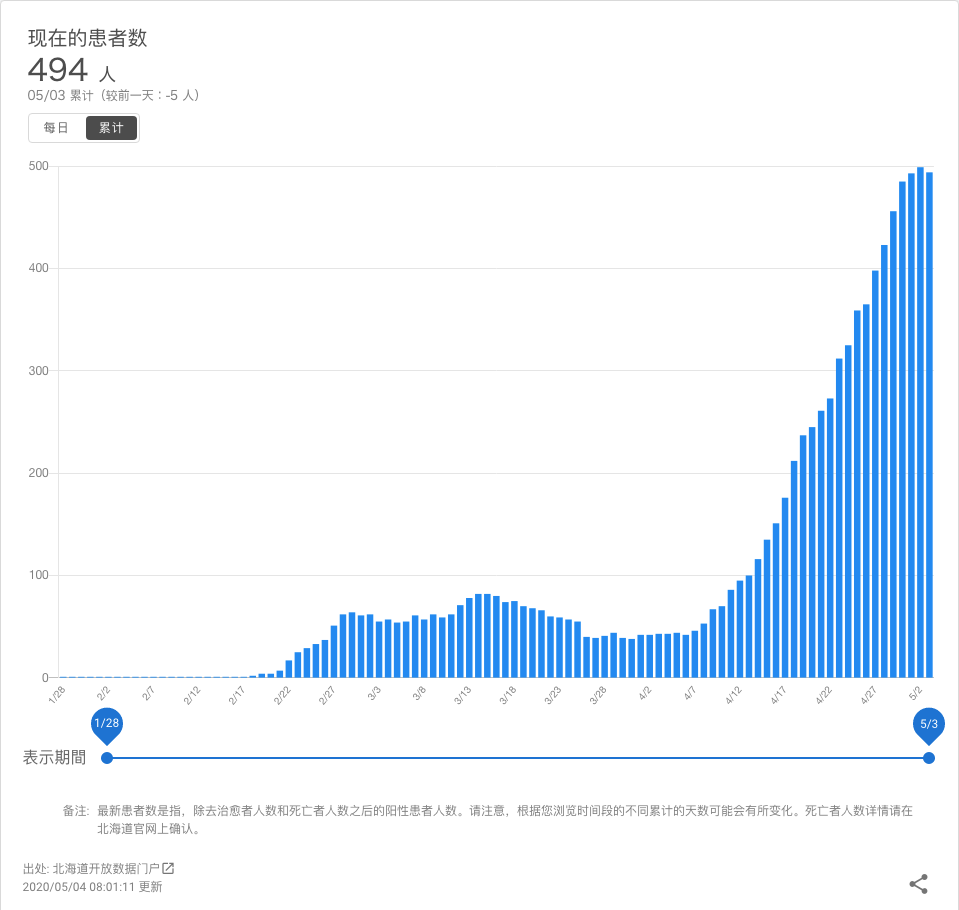 现在的患者数
494 人
05/03 累计（较前一天：-5 人）
每日 累计
500
400
300
200
100
0
1/28 2/2 2/7 2/12 2/17 2/22 2/27 3/3 3/8 3/13 3/18 3/23 3/28 4/2 4/7 4/12 4/17 4/22 4/27 5/2
1/28 5/3
表示期間
备注: 最新患者数是指，除去治愈者人数和死亡者人数之后的阳性患者人数。请注意，根据您浏览时间段的不同累计的天数可能会有所变化。死亡者人数详情请在
北海道官网上确认。
出处: 北海道开放数据门户
2020/05/04 08:01:11 更新